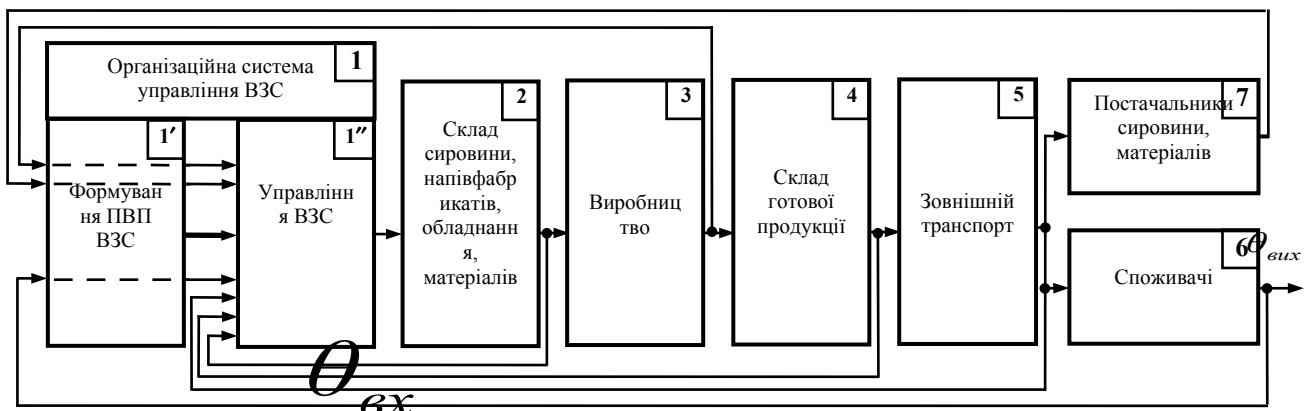 Організаційна система
управління ВЗС
1
1′
Формуван
ня ПВП
ВЗС
1″
Управлінн
я ВЗС
2
Склад
сировини,
напівфабр
икатів,
обладнанн
я,
матеріалів
3
Виробниц
тво
4
Склад
готової
продукції
5
Зовнішній
транспорт
7
Постачальники
сировини,
матеріалів
6
Споживачі
θвих
θвх